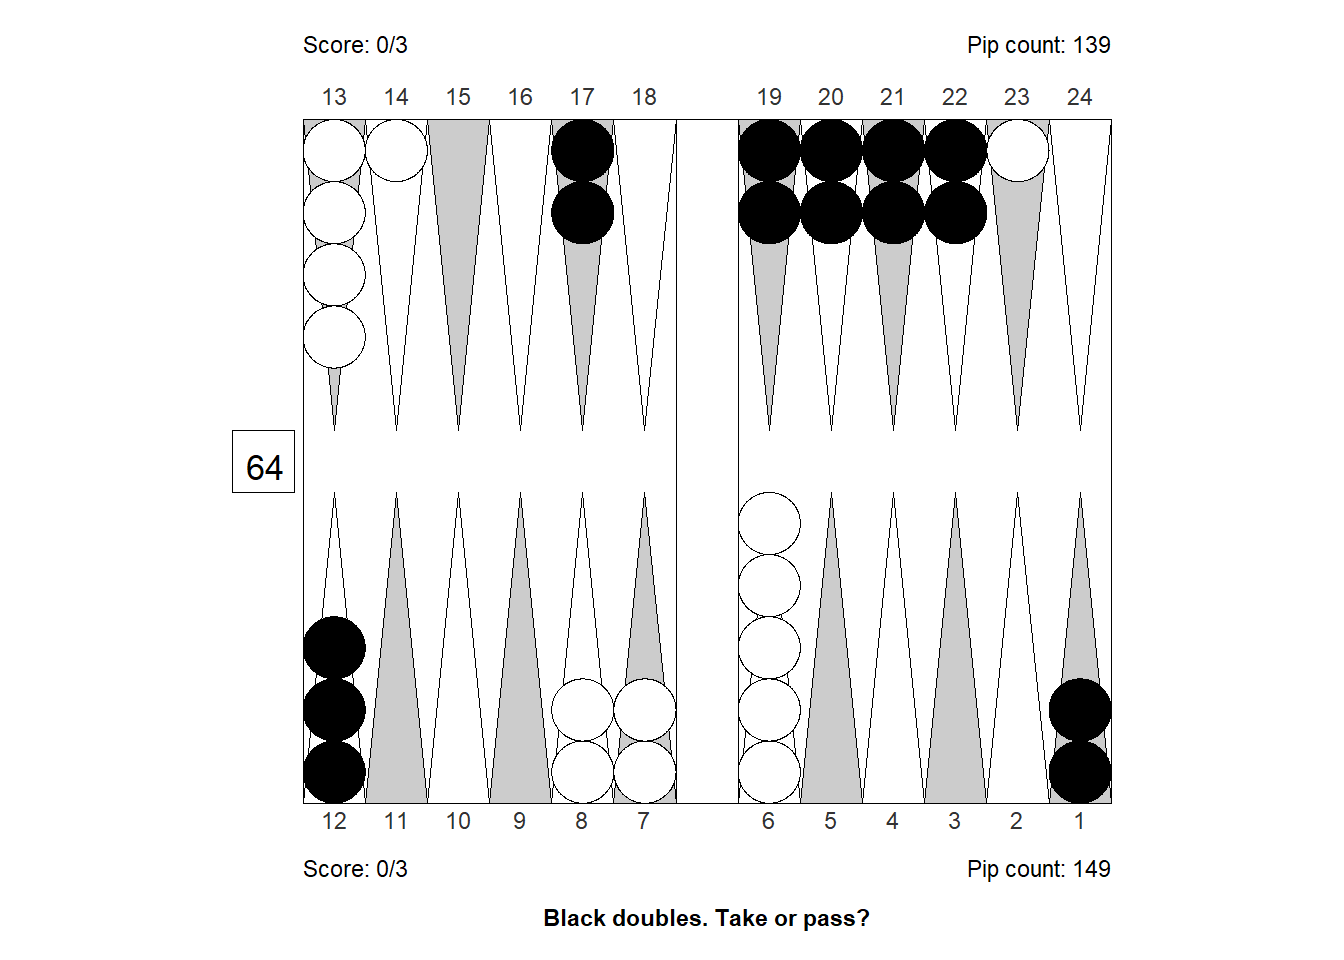 Score: 0/3 Pip count: 139
13 14 15 16 17 18 19 20 21 22 23 24
64
12 11 10 9 8 7 6 5 4 3 2 1
Score: 0/3 Pip count: 149
Black doubles. Take or pass?